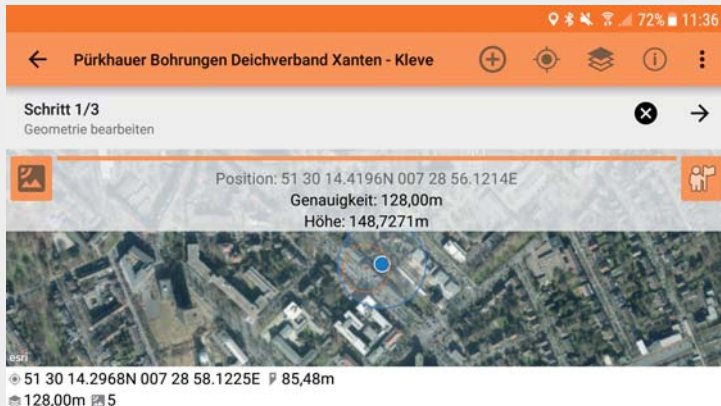 72% 11:36
Pürkhauer Bohrungen Deichverband Xanten - Kleve
Schritt 1/3
Geometrie bearbeiten
Position: 51 30 14.4196N 007 28 56.1214E
Genauigkeit: 128,00m
Höhe: 148,7271m
esri
51 30 14.2968N 007 28 58.1225E 85,48m
128,00m 5